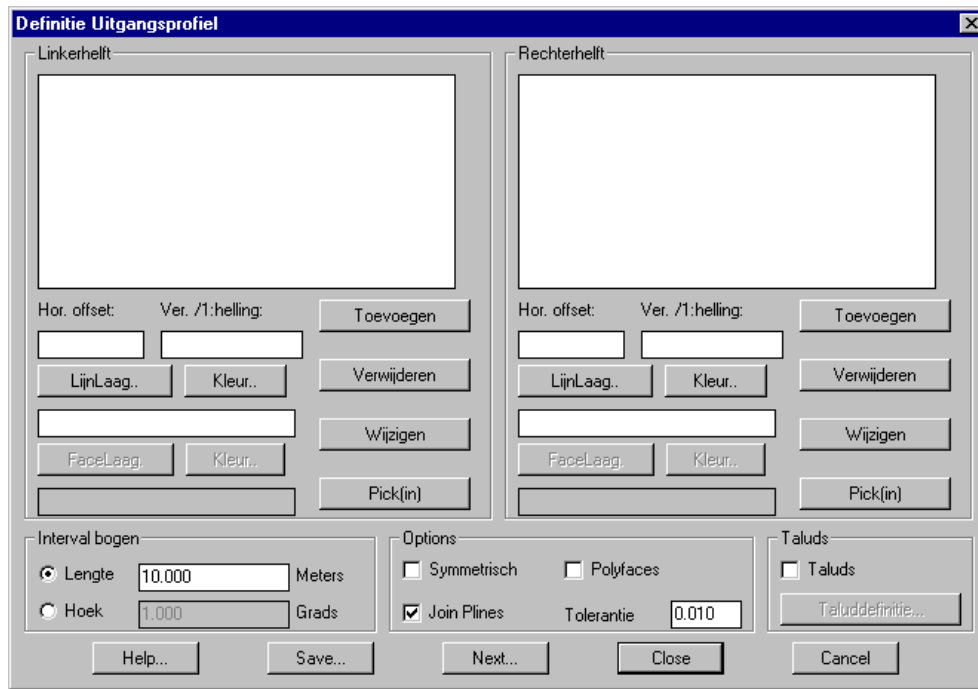 Definitie Uitgangsprofiel
Linkerhelft
Hor. offset: Ver. /1:helling: Toevoegen
LijnLaag.. Kleur.. Verwijderen
Wijzigen
FaceLaag. Kleur..
Pick(in)
Rechterhelft
Hor. offset: Ver. /1:helling: Toevoegen
LijnLaag.. Kleur.. Verwijderen
Wijzigen
FaceLaag. Kleur..
Pick(in)
Interval bogen
Lengte 10.000 Meters
Hoek 1.000 Grads
Options
Symmetrisch Polyfaces
Join Plines Tolerantie 0.010
Taluds
Taluds
Taluddefinitie...
Help... Save... Next... Close Cancel